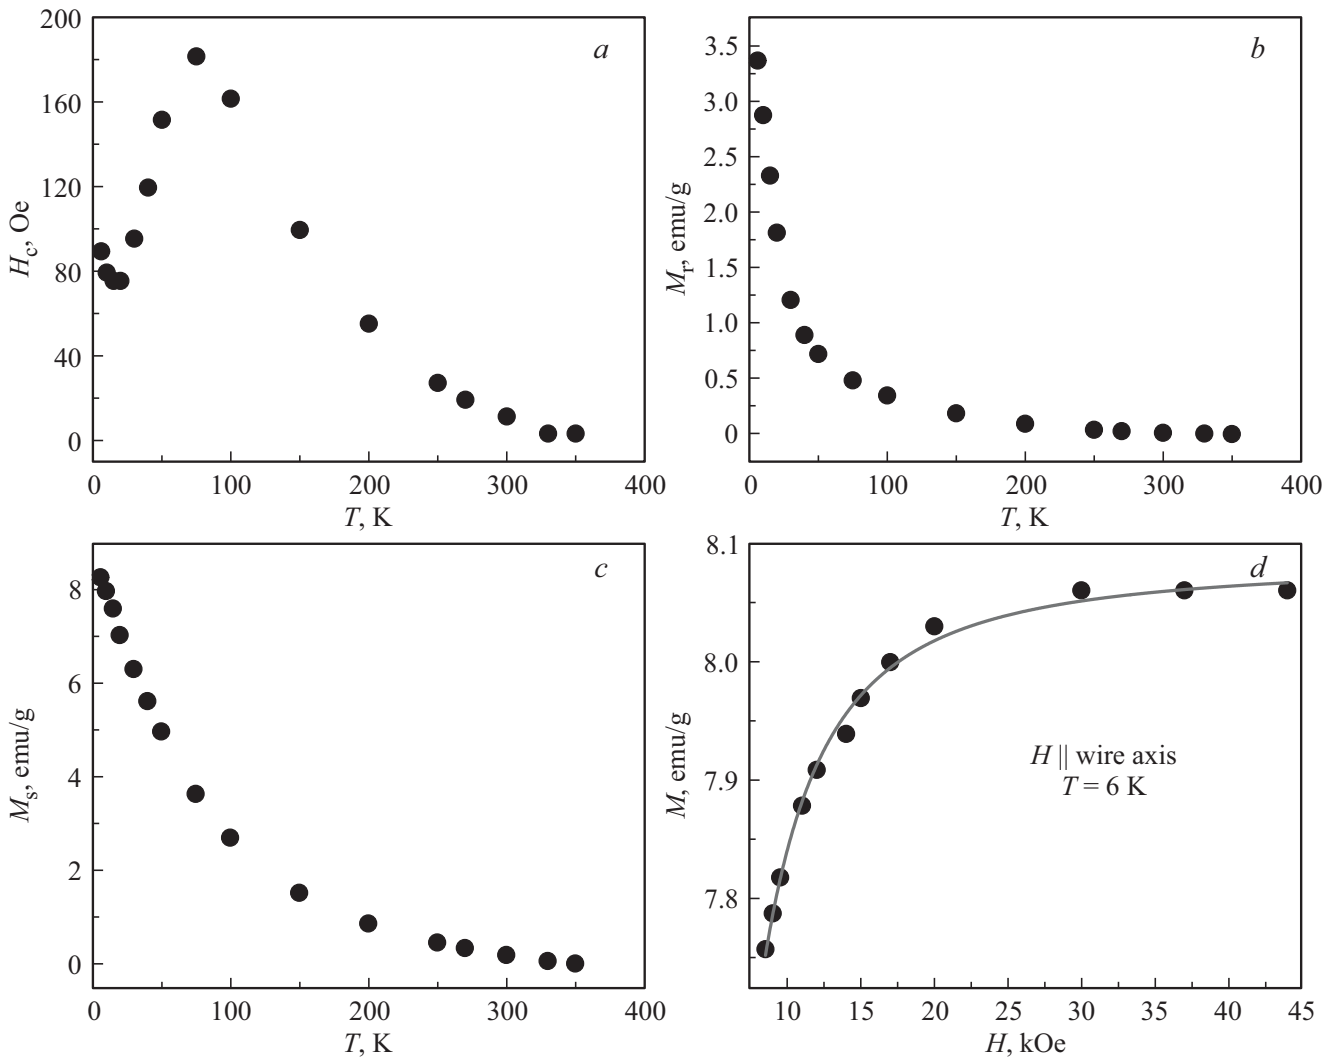 a
200
160
120
80
40
0
H_c, Oe
0 100 200 300 400
T, K
b
3.5
3.0
2.5
2.0
1.5
1.0
0.5
0
M_r, emu/g
0 100 200 300 400
T, K
c
8
6
4
2
0
M_s, emu/g
0 100 200 300 400
T, K
d
8.1
8.0
7.9
7.8
M, emu/g
H || wire axis
T = 6 K
10 15 20 25 30 35 40 45
H, kOe